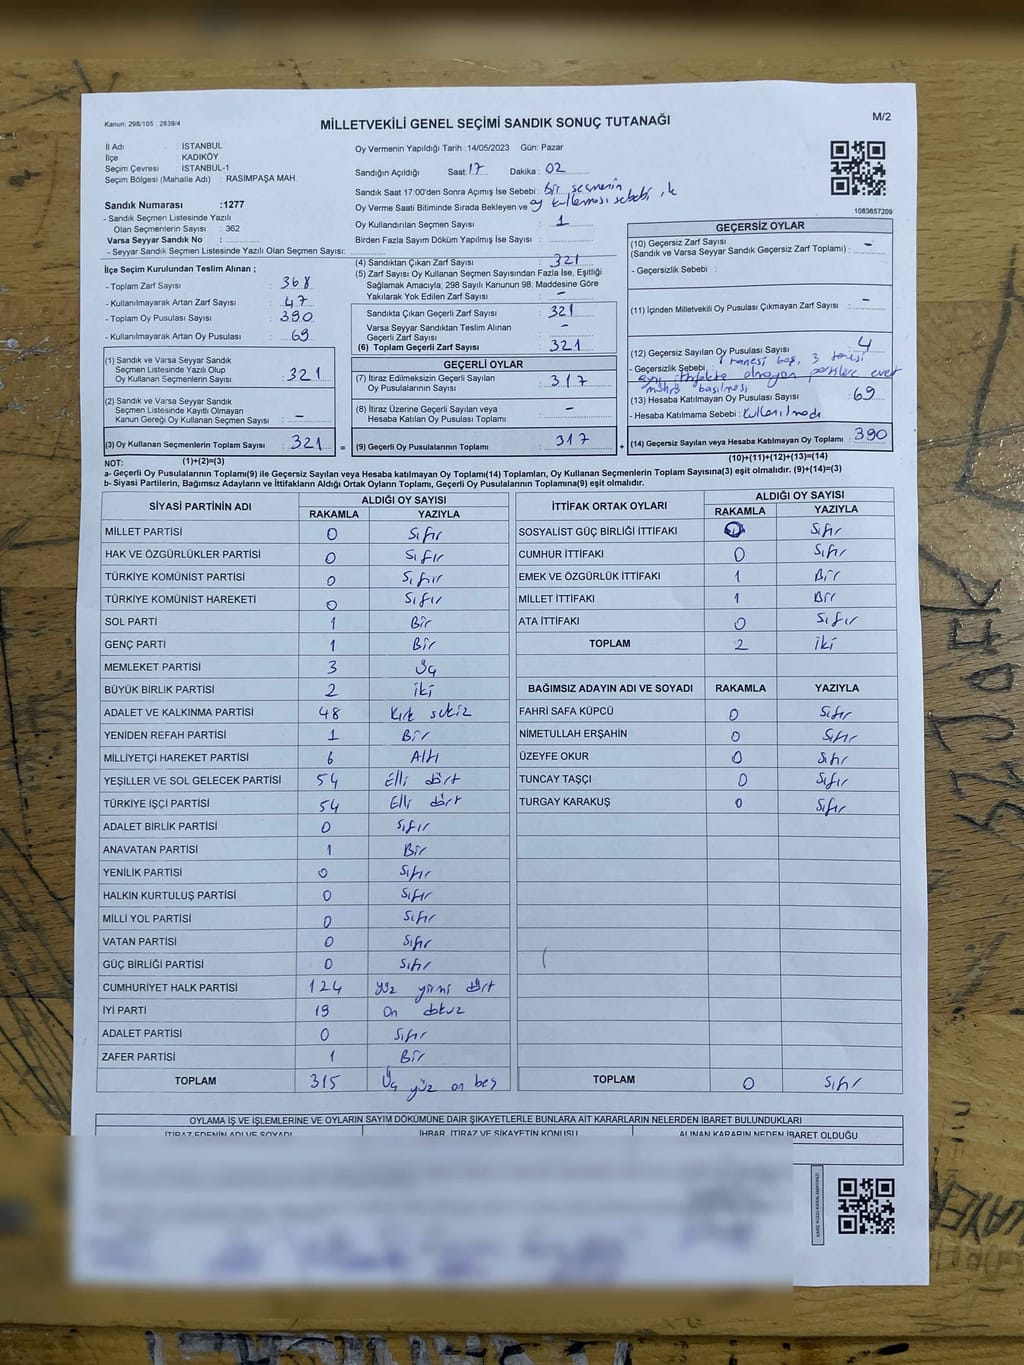 Kanun; 298/105 , 2839/4
MİLLETVEKİLİ GENEL SEÇİMİ SANDIK SONUÇ TUTANAĞI
M/2
İl Adı : İSTANBUL
İlçe KADIKÖY
Seçim Çevresi : İSTANBUL-1
Seçim Bölgesi (Mahalle Adı) : RASİMPAŞA MAH.
Sandık Numarası :1277
- Sandık Seçmen Listesinde Yazılı
Olan Seçmenlerin Sayısı : 362
Varsa Seyyar Sandık No :
- Seyyar Sandık Seçmen Listesinde Yazılı Olan Seçmen Sayısı:
Oy Vermenin Yapıldığı Tarih :14/05/2023 Gün: Pazar
Sandığın Açıldığı Saat: 17 Dakika : 02
Sandık Saat 17:00'den Sonra Açımış İse Sebebi : bir seçmenin
oy kullanması sebebi ile
Oy Verme Saati Bitiminde Sırada Bekleyen ve
Oy Kullandırılan Seçmen Sayısı : 1
Birden Fazla Sayım Döküm Yapılmış İse Sayısı :
1083657209
İlçe Seçim Kurulundan Teslim Alınan ;
- Toplam Zarf Sayısı : 368
- Kullanılmayarak Artan Zarf Sayısı : 47
- Toplam Oy Pusulası Sayısı : 390
- Kullanılmayarak Artan Oy Pusulası : 69
(1) Sandık ve Varsa Seyyar Sandık
Seçmen Listesinde Yazılı Olup
Oy Kullanan Seçmenlerin Sayısı : 321
(2) Sandık ve Varsa Seyyar Sandık
Seçmen Listesinde Kayıtlı Olmayan
Kanun Gereği Oy Kullanan Seçmen Sayısı : -
(3) Oy Kullanan Seçmenlerin Toplam Sayısı : 321 =
(1)+(2)=(3)
(4) Sandıktan Çıkan Zarf Sayısı : 321
(5) Zarf Sayısı Oy Kullanan Seçmen Sayısından Fazla İse, Eşitliği
Sağlamak Amacıyla; 298 Sayılı Kanunun 98. Maddesine Göre
Yakılarak Yok Edilen Zarf Sayısı : -
Sandıkta Çıkan Geçerli Zarf Sayısı : 321
Varsa Seyyar Sandıktan Teslim Alınan
Geçerli Zarf Sayısı : -
(6) Toplam Geçerli Zarf Sayısı : 321
GEÇERLİ OYLAR
(7) İtiraz Edilmeksizin Geçerli Sayılan
Oy Pusulalarının Sayısı : 317
(8) İtiraz Üzerine Geçerli Sayılan veya
Hesaba Katılan Oy Pusulası Toplamı : -
(9) Geçerli Oy Pusulalarının Toplamı : 317 +
GEÇERSİZ OYLAR
(10) Geçersiz Zarf Sayısı
(Sandık ve Varsa Seyyar Sandık Geçersiz Zarf Toplamı) : -
- Geçersizlik Sebebi :
(11) İçinden Milletvekili Oy Pusulası Çıkmayan Zarf Sayısı : -
(12) Geçersiz Sayılan Oy Pusulası Sayısı : 4
- Geçersizlik Sebebi : 1 tanesi boş, 3 tanesi
aynı ittifakta olmayan partilere evet
mührü basılması
(13) Hesaba Katılmayan Oy Pusulası Sayısı : 69
- Hesaba Katılmama Sebebi : Kullanılmadı
(14) Geçersiz Sayılan veya Hesaba Katılmayan Oy Toplamı : 390
(10)+(11)+(12)+(13)=(14)
NOT:
a- Geçerli Oy Pusulalarının Toplamı(9) ile Geçersiz Sayılan veya Hesaba katılmayan Oy Toplamı(14) Toplamları, Oy Kullanan Seçmenlerin Toplam Sayısına(3) eşit olmalıdır. (9)+(14)=(3)
b- Siyasi Partilerin, Bağımsız Adayların ve İttifakların Aldığı Ortak Oyların Toplamı, Geçerli Oy Pusulalarının Toplamına(9) eşit olmalıdır.
SİYASİ PARTİNİN ADI ALDIĞI OY SAYISI
RAKAMLA YAZIYLA
MİLLET PARTİSİ 0 Sıfır
HAK VE ÖZGÜRLÜKLER PARTİSİ 0 Sıfır
TÜRKİYE KOMÜNİST PARTİSİ 0 Sıfır
TÜRKİYE KOMÜNİST HAREKETİ 0 Sıfır
SOL PARTİ 1 Bir
GENÇ PARTİ 1 Bir
MEMLEKET PARTİSİ 3 Üç
BÜYÜK BİRLİK PARTİSİ 2 iki
ADALET VE KALKINMA PARTİSİ 48 Kırk sekiz
YENİDEN REFAH PARTİSİ 1 Bir
MİLLİYETÇİ HAREKET PARTİSİ 6 Altı
YEŞİLLER VE SOL GELECEK PARTİSİ 54 Elli dört
TÜRKİYE İŞÇİ PARTİSİ 54 Elli dört
ADALET BİRLİK PARTİSİ 0 Sıfır
ANAVATAN PARTİSİ 1 Bir
YENİLİK PARTİSİ 0 Sıfır
HALKIN KURTULUŞ PARTİSİ 0 Sıfır
MİLLİ YOL PARTİSİ 0 Sıfır
VATAN PARTİSİ 0 Sıfır
GÜÇ BİRLİĞİ PARTİSİ 0 Sıfır
CUMHURİYET HALK PARTİSİ 124 yüz yirmi dört
İYİ PARTİ 19 on dokuz
ADALET PARTİSİ 0 Sıfır
ZAFER PARTİSİ 1 Bir
TOPLAM 315 Üç yüz on beş
İTTİFAK ORTAK OYLARI ALDIĞI OY SAYISI
RAKAMLA YAZIYLA
SOSYALİST GÜÇ BİRLİĞİ İTTİFAKI Sıfır
CUMHUR İTTİFAKI 0 Sıfır
EMEK VE ÖZGÜRLÜK İTTİFAKI 1 Bir
MİLLET İTTİFAKI 1 Bir
ATA İTTİFAKI 0 Sıfır
TOPLAM 2 iki
BAĞIMSIZ ADAYIN ADI VE SOYADI RAKAMLA YAZIYLA
FAHRİ SAFA KÜPCÜ 0 Sıfır
NİMETULLAH ERŞAHİN 0 Sıfır
ÜZEYFE OKUR 0 Sıfır
TUNCAY TAŞÇI 0 Sıfır
TURGAY KARAKUŞ 0 Sıfır
TOPLAM 0 Sıfır
OYLAMA İŞ VE İŞLEMLERİNE VE OYLARIN SAYIM DÖKÜMÜNE DAİR ŞİKAYETLERLE BUNLARA AİT KARARLARIN NELERDEN İBARET BULUNDUKLARI
İTİRAZ EDENİN ADI VE SOYADI İHBAR, İTİRAZ VE ŞİKAYETİN KONUSU ALINAN KARARIN NEDEN İBARET OLDUĞU